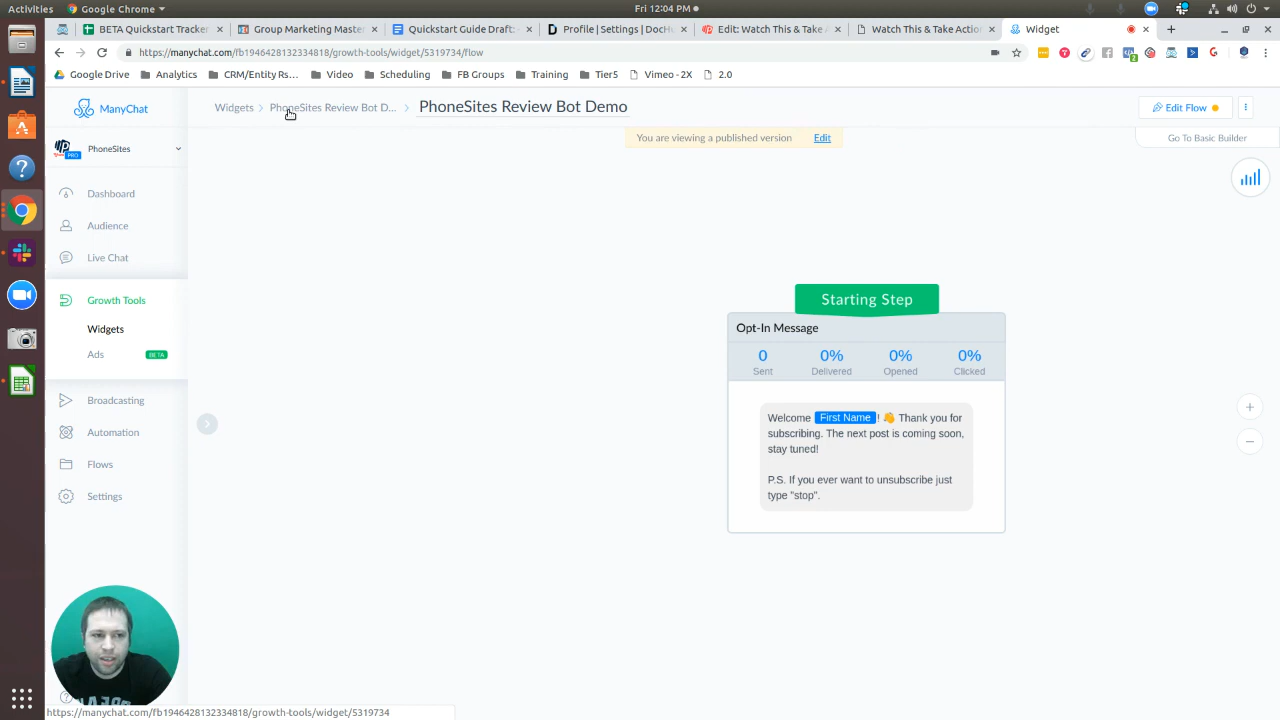 Activities
Google Chrome
Fri 12:04 PM
BETA Quickstart Tracker
Group Marketing Master
Quickstart Guide Draft:
Profile | Settings | DocHu
Edit: Watch This & Take A
Watch This & Take Action
Widget
https://manychat.com/fb1946428132334818/growth-tools/widget/5319734/flow
Google Drive
Analytics
CRM/Entity Rs...
Video
Scheduling
FB Groups
Training
Tier5
Vimeo - 2X
2.0
ManyChat
Widgets
PhoneSites Review Bot D...
PhoneSites Review Bot Demo
Edit Flow
You are viewing a published version Edit
Go To Basic Builder
PhoneSites
PRO
Dashboard
Audience
Live Chat
Growth Tools
Widgets
Ads
BETA
Broadcasting
Automation
Flows
Settings
Starting Step
Opt-In Message
0 0% 0% 0%
Sent Delivered Opened Clicked
Welcome First Name ! 👋 Thank you for
subscribing. The next post is coming soon,
stay tuned!
P.S. If you ever want to unsubscribe just
type "stop".
https://manychat.com/fb1946428132334818/growth-tools/widget/5319734